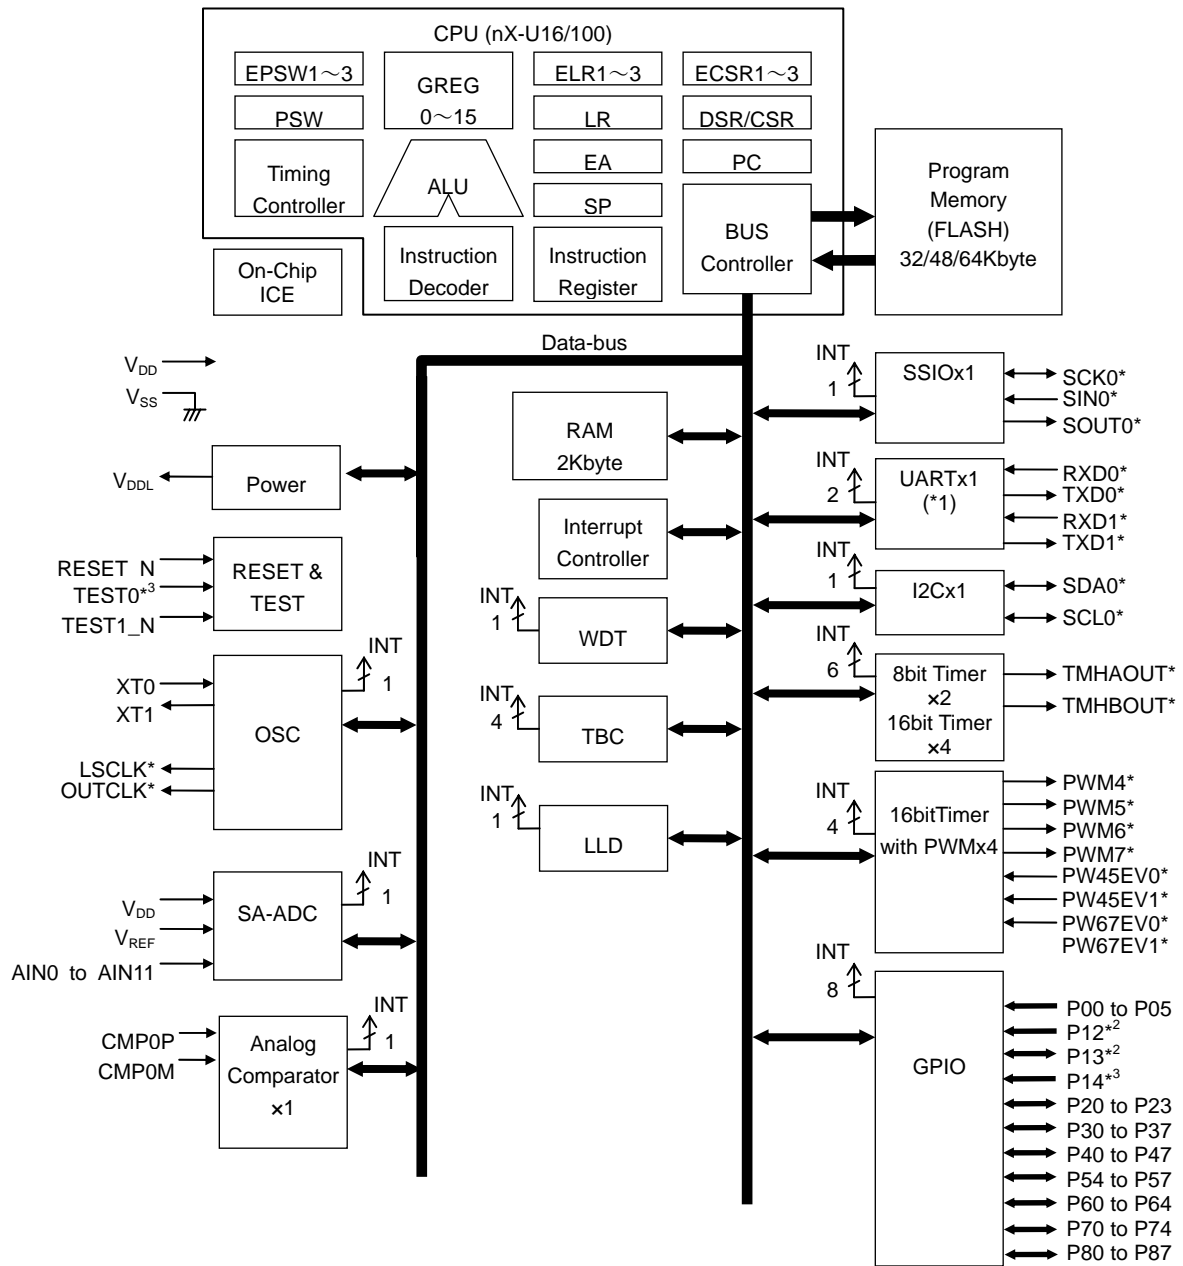 CPU (nX-U16/100)
EPSW1～3
GREG
0～15
ELR1～3
ECSR1～3
PSW
LR
DSR/CSR
Timing
Controller
ALU
EA
PC
SP
BUS
Controller
Instruction
Decoder
Instruction
Register
On-Chip
ICE
Program
Memory
(FLASH)
32/48/64Kbyte
Data-bus
VDD
VSS
VDDL
Power
RESET_N
TEST0*3
TEST1_N
RESET &
TEST
INT
1
XT0
XT1
LSCLK*
OUTCLK*
OSC
INT
1
VDD
VREF
AIN0 to AIN11
SA-ADC
INT
1
CMP0P
CMP0M
Analog
Comparator
×1
RAM
2Kbyte
Interrupt
Controller
INT
1
WDT
INT
4
TBC
INT
1
LLD
INT
1
SSIOx1
SCK0*
SIN0*
SOUT0*
INT
2
UARTx1
(*1)
RXD0*
TXD0*
RXD1*
TXD1*
INT
1
I2Cx1
SDA0*
SCL0*
INT
6
8bit Timer
×2
16bit Timer
×4
TMHAOUT*
TMHBOUT*
INT
4
16bitTimer
with PWMx4
PWM4*
PWM5*
PWM6*
PWM7*
PW45EV0*
PW45EV1*
PW67EV0*
PW67EV1*
INT
8
GPIO
P00 to P05
P12*2
P13*2
P14*3
P20 to P23
P30 to P37
P40 to P47
P54 to P57
P60 to P64
P70 to P74
P80 to P87